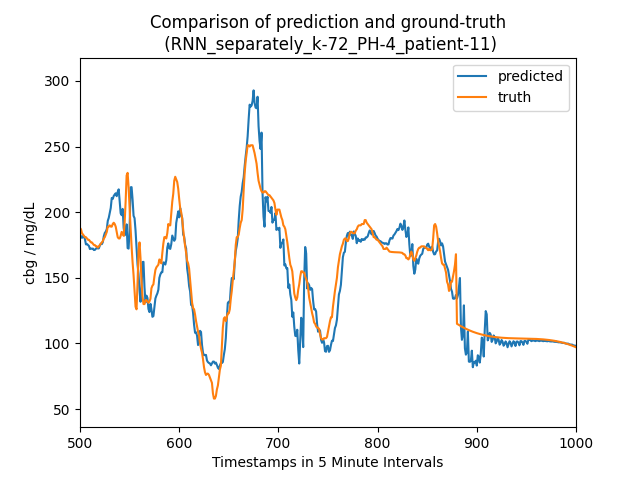 Comparison of prediction and ground-truth
(RNN_separately_k-72_PH-4_patient-11)
predicted
truth
300
250
200
150
100
50
cbg / mg/dL
500
600
700
800
900
1000
Timestamps in 5 Minute Intervals